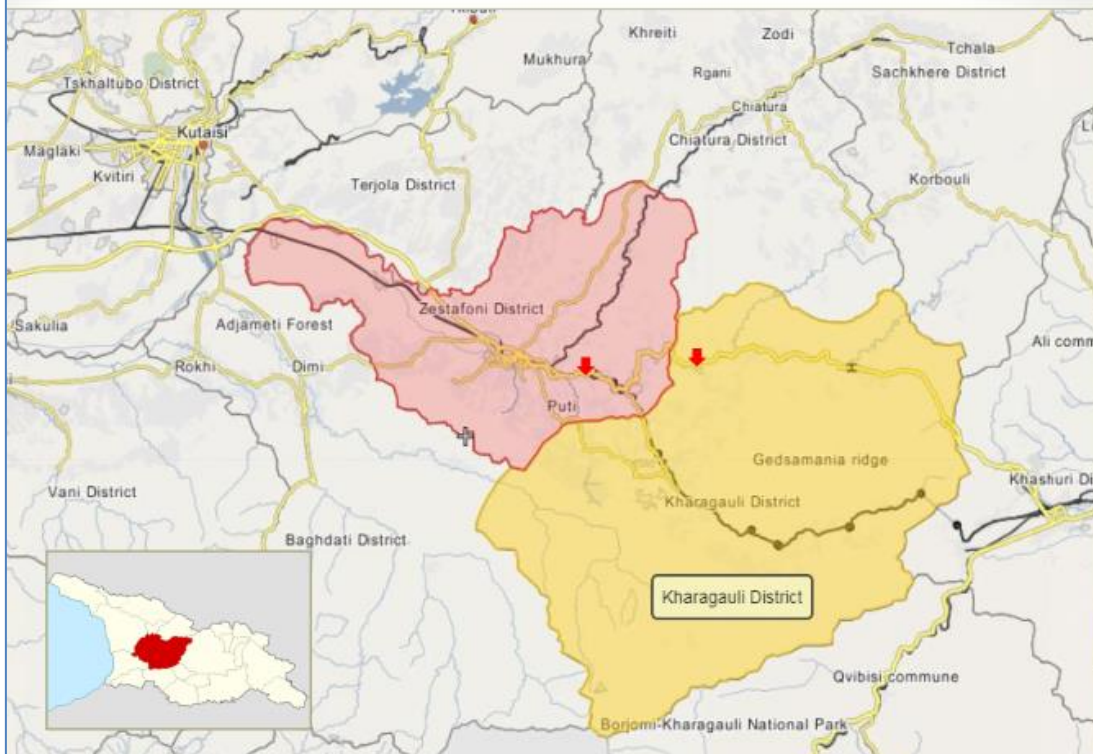 Khreiti
Zodi
Tchala
Mukhura
Tskhaltubo District
Rgani
Sachkhere District
Chiatura
Kutaisi
Chiatura District
Maglaki
Kvitiri
Terjola District
Korbouli
Zestafoni District
Sakulia
Adjameti Forest
Ali comm
Rokhi
Dimi
Puti
Gedsamania ridge
Vani District
Kharagauli District
Khashuri Di
Baghdati District
Kharagauli District
Qvibisi commune
Borjomi-Kharagauli National Park